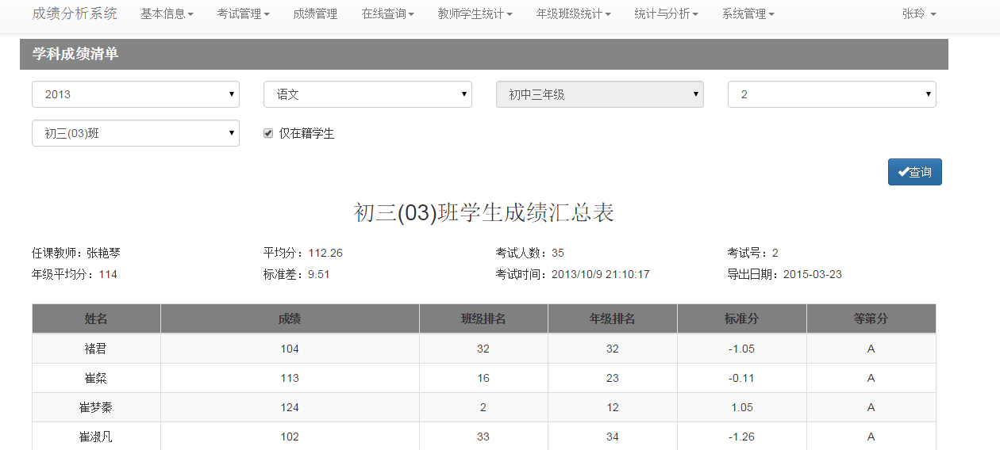 成绩分析系统 基本信息 考试管理 成绩管理 在线查询 教师学生统计 年级班级统计 统计与分析 系统管理 张玲
学科成绩清单
2013 语文 初中三年级 2
初三(03)班 仅在籍学生
查询
初三(03)班学生成绩汇总表
任课教师：张艳琴 平均分：112.26 考试人数：35 考试号：2
年级平均分：114 标准差：9.51 考试时间：2013/10/9 21:10:17 导出日期：2015-03-23
姓名 成绩 班级排名 年级排名 标准分 等第分
褚君 104 32 32 -1.05 A
崔粲 113 16 23 -0.11 A
崔梦秦 124 2 12 1.05 A
崔淑凡 102 33 34 -1.26 A